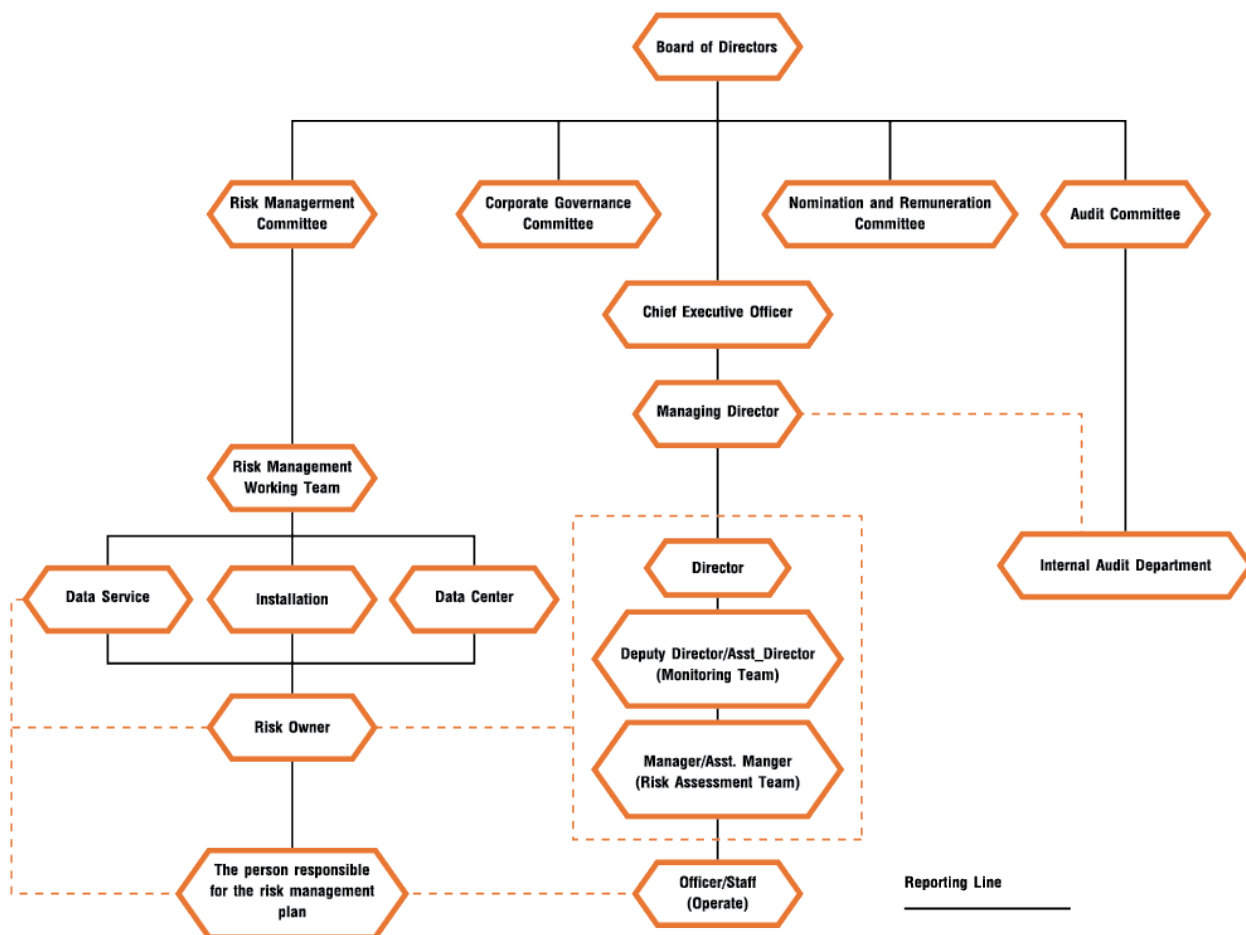 Board of Directors
Risk Managerment
Committee
Corporate Governance
Committee
Nomination and Remuneration
Committee
Audit Committee
Chief Executive Officer
Managing Director
Risk Management
Working Team
Director
Internal Audit Department
Data Service
Installation
Data Center
Deputy Director/Asst_Director
(Monitoring Team)
Risk Owner
Manager/Asst. Manger
(Risk Assessment Team)
The person responsible
for the risk management
plan
Officer/Staff
(Operate)
Reporting Line